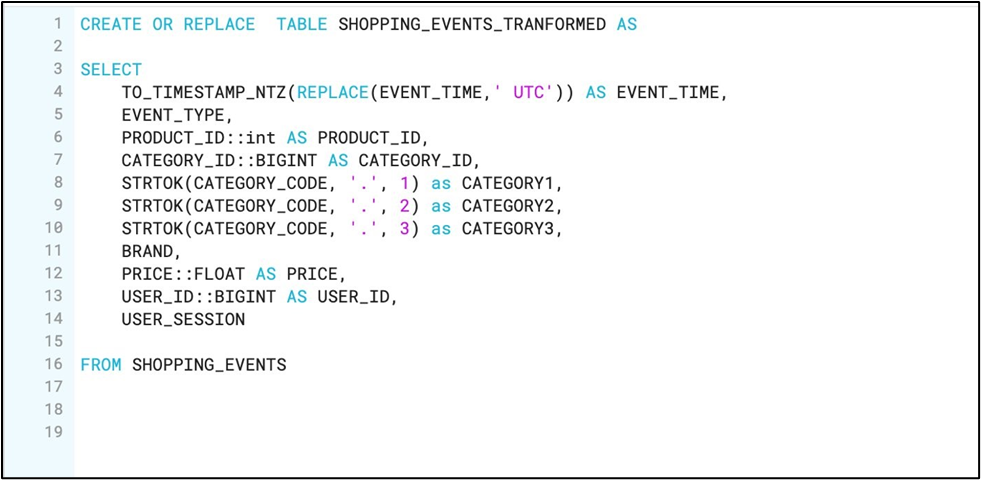 1 CREATE OR REPLACE  TABLE SHOPPING_EVENTS_TRANFORMED AS
2
3 SELECT
4     TO_TIMESTAMP_NTZ(REPLACE(EVENT_TIME,' UTC')) AS EVENT_TIME,
5     EVENT_TYPE,
6     PRODUCT_ID::int AS PRODUCT_ID,
7     CATEGORY_ID::BIGINT AS CATEGORY_ID,
8     STRTOK(CATEGORY_CODE, '.', 1) as CATEGORY1,
9     STRTOK(CATEGORY_CODE, '.', 2) as CATEGORY2,
10     STRTOK(CATEGORY_CODE, '.', 3) as CATEGORY3,
11     BRAND,
12     PRICE::FLOAT AS PRICE,
13     USER_ID::BIGINT AS USER_ID,
14     USER_SESSION
15
16 FROM SHOPPING_EVENTS
17
18
19